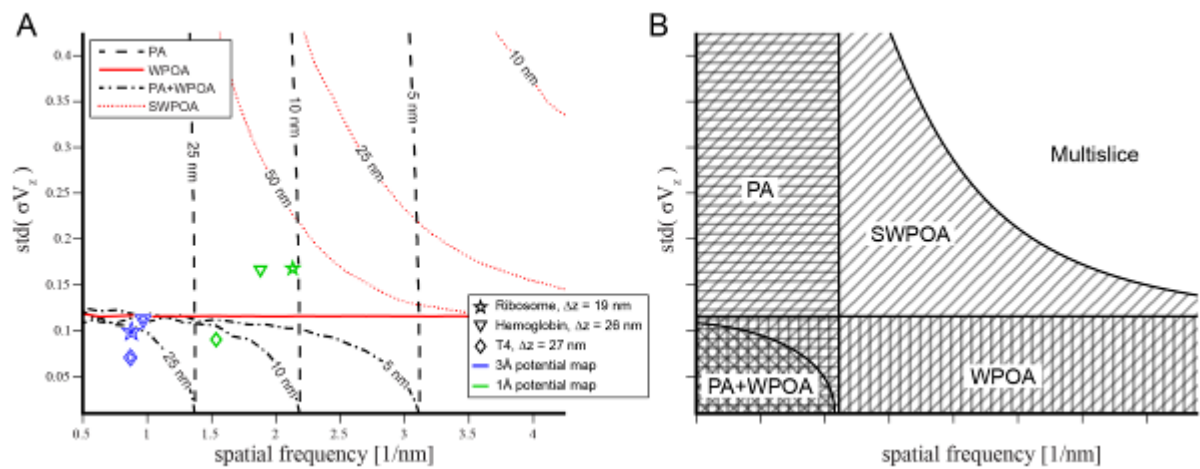 A
PA
WPOA
PA+WPOA
SWPOA
0.4
0.35
0.3
0.25
0.2
0.15
0.1
0.05
std( σV_z )
25 nm
10 nm
5 nm
50 nm
25 nm
10 nm
25 nm
10 nm
5 nm
Ribosome, Δz = 19 nm
Hemoglobin, Δz = 26 nm
T4, Δz = 27 nm
3Å potential map
1Å potential map
0.5
1
1.5
2
2.5
3
3.5
4
spatial frequency [1/nm]
B
std( σV_z )
PA
Multislice
SWPOA
PA+WPOA
WPOA
spatial frequency [1/nm]